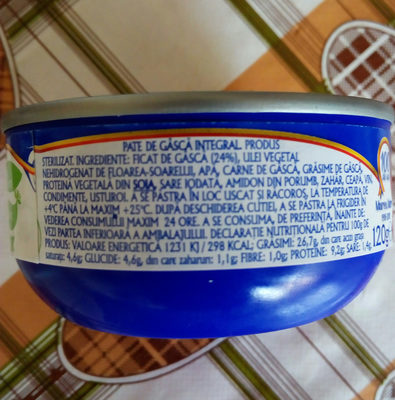 PATE DE GÂSCĂ INTEGRAL. PRODUS
STERILIZAT. INGREDIENTE: FICAT DE GÂSCĂ (24%), ULEI VEGETAL
NEHIDROGENAT DE FLOAREA-SOARELUI, APĂ, CARNE DE GÂSCĂ, GRĂSIME DE GÂSCĂ,
PROTEINĂ VEGETALĂ DIN SOIA, SARE IODATĂ, AMIDON DIN PORUMB, ZAHĂR, CEAPĂ, VIN,
CONDIMENTE, USTUROI. A SE PĂSTRA ÎN LOC USCAT ȘI RĂCOROS, LA TEMPERATURA DE
+4°C PÂNĂ LA MAXIM +25°C. DUPĂ DESCHIDEREA CUTIEI, A SE PĂSTRA LA FRIGIDER ÎN
VEDEREA CONSUMULUI MAXIM 24 ORE. A SE CONSUMA, DE PREFERINȚĂ, ÎNAINTE DE:
VEZI PARTEA INFERIOARĂ A AMBALAJULUI. DECLARAȚIE NUTRIȚIONALĂ PENTRU 100g DE
PRODUS: VALOARE ENERGETICĂ 1231 KJ / 298 KCAL; GRĂSIMI: 26,7g, din care acizi grași
saturați: 4,6g; GLUCIDE: 4,6g, din care zaharuri: 1,1g; FIBRE: 1,0g; PROTEINE: 9,2g; SARE: 1,4g
100
120g